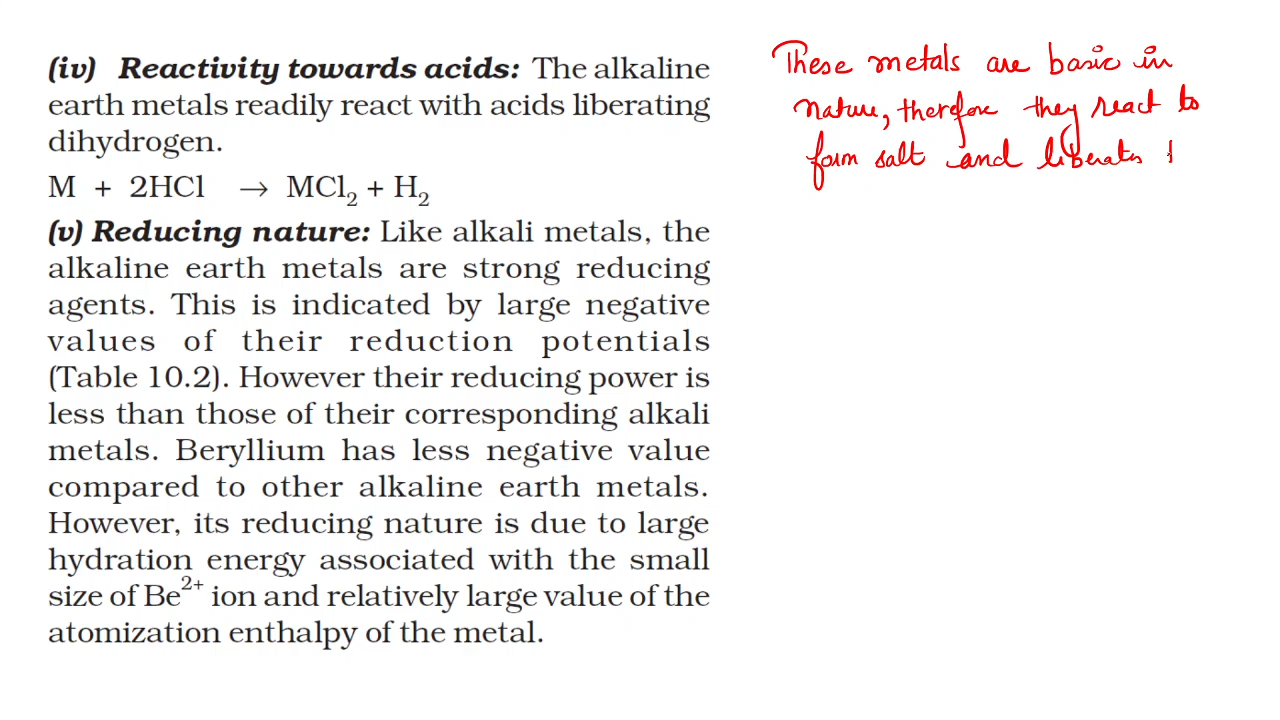 (iv) Reactivity towards acids: The alkaline
earth metals readily react with acids liberating
dihydrogen.
M + 2HCl → MCl₂ + H₂
(v) Reducing nature: Like alkali metals, the
alkaline earth metals are strong reducing
agents. This is indicated by large negative
values of their reduction potentials
(Table 10.2). However their reducing power is
less than those of their corresponding alkali
metals. Beryllium has less negative value
compared to other alkaline earth metals.
However, its reducing nature is due to large
hydration energy associated with the small
size of Be²⁺ ion and relatively large value of the
atomization enthalpy of the metal.
These metals are basic in
nature, therefore they react to
form salt and liberates